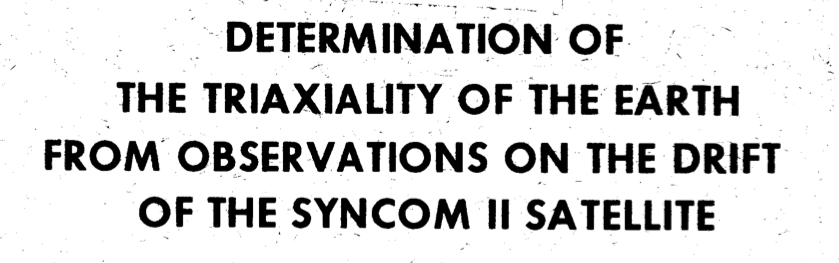 DETERMINATION OF
THE TRIAXIALITY OF THE EARTH
FROM OBSERVATIONS ON THE DRIFT
OF THE SYNCOM II SATELLITE